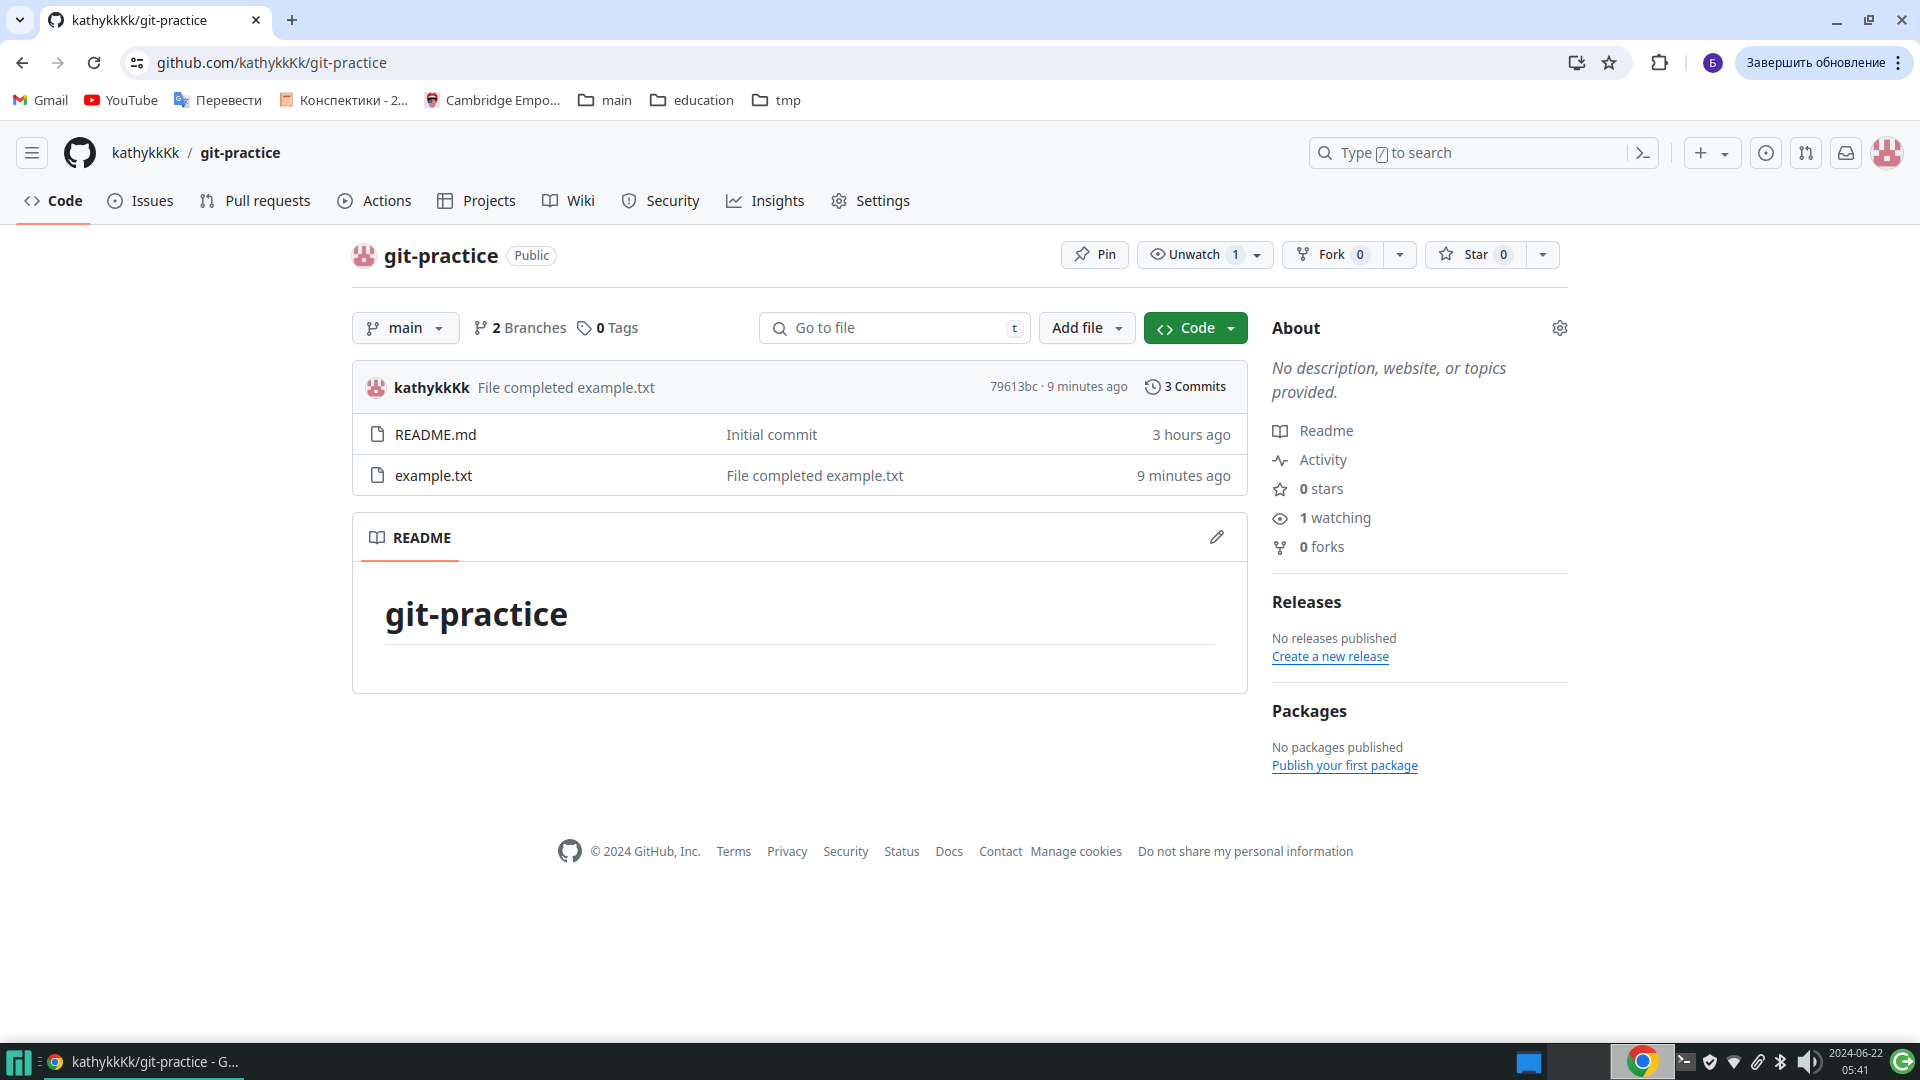 kathykkKk/git-practice
github.com/kathykkKk/git-practice
Б
Завершить обновление
Gmail
YouTube
Перевести
Конспектики - 2...
Cambridge Empo...
main
education
tmp
kathykkKk / git-practice
Type / to search
Code
Issues
Pull requests
Actions
Projects
Wiki
Security
Insights
Settings
git-practice
Public
Pin
Unwatch 1
Fork 0
Star 0
main
2 Branches
0 Tags
Go to file
t
Add file
Code
kathykkKk File completed example.txt
79613bc · 9 minutes ago
3 Commits
README.md
Initial commit
3 hours ago
example.txt
File completed example.txt
9 minutes ago
README
git-practice
About
No description, website, or topics
provided.
Readme
Activity
0 stars
1 watching
0 forks
Releases
No releases published
Create a new release
Packages
No packages published
Publish your first package
© 2024 GitHub, Inc.
Terms
Privacy
Security
Status
Docs
Contact
Manage cookies
Do not share my personal information
kathykkKk/git-practice - G...
2024-06-22
05:41